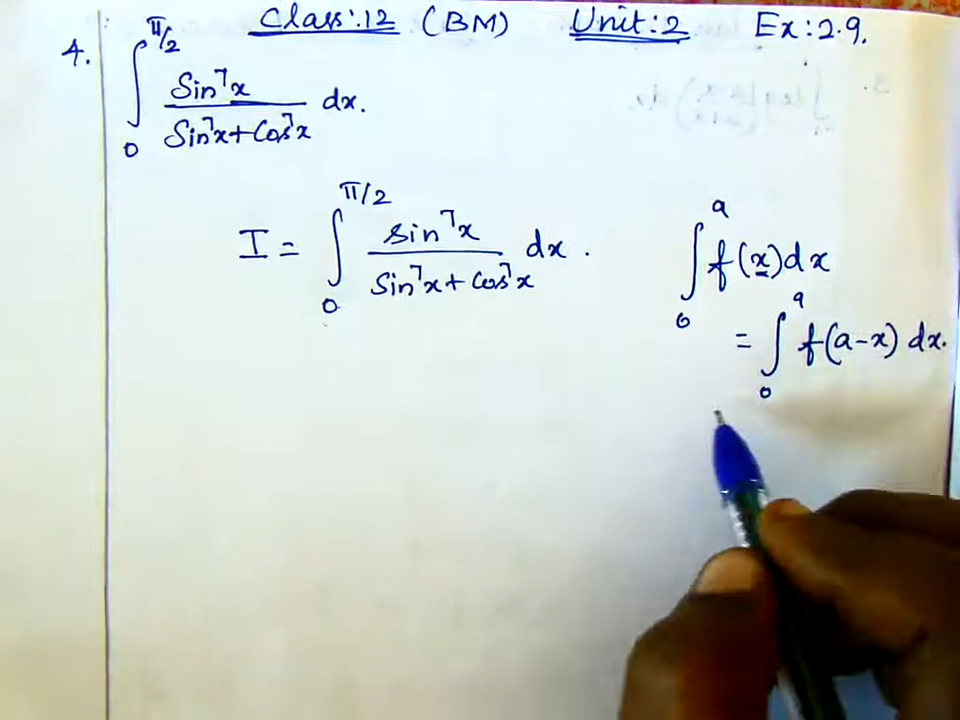 Class:12 (BM) Unit:2 Ex:2.9.
4. ∫₀^{π/2} Sin⁷x / (Sin⁷x + Cos⁷x) dx.
I = ∫₀^{π/2} sin⁷x / (Sin⁷x + Cos⁷x) dx.
∫₀^a f(x)dx
= ∫₀^a f(a-x) dx.